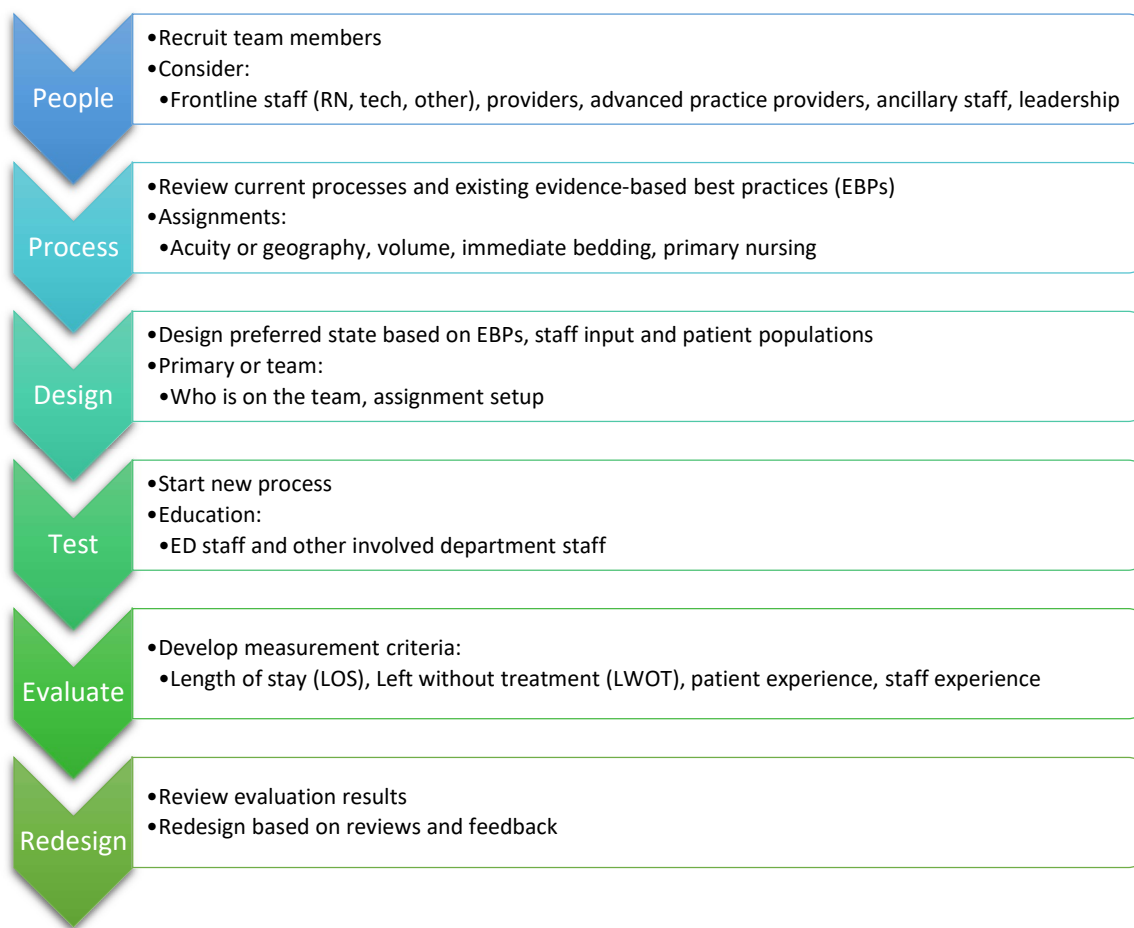 People
•Recruit team members
•Consider:
•Frontline staff (RN, tech, other), providers, advanced practice providers, ancillary staff, leadership
Process
•Review current processes and existing evidence-based best practices (EBPs)
•Assignments:
•Acuity or geography, volume, immediate bedding, primary nursing
Design
•Design preferred state based on EBPs, staff input and patient populations
•Primary or team:
•Who is on the team, assignment setup
Test
•Start new process
•Education:
•ED staff and other involved department staff
Evaluate
•Develop measurement criteria:
•Length of stay (LOS), Left without treatment (LWOT), patient experience, staff experience
Redesign
•Review evaluation results
•Redesign based on reviews and feedback